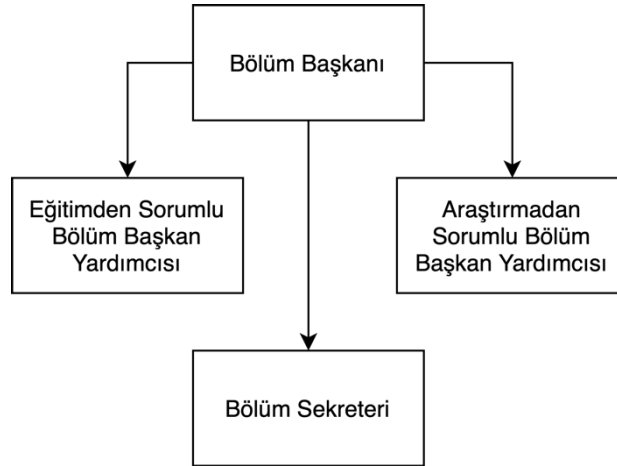 Bölüm Başkanı
Eğitimden Sorumlu
Bölüm Başkan
Yardımcısı
Araştırmadan
Sorumlu Bölüm
Başkan Yardımcısı
Bölüm Sekreteri